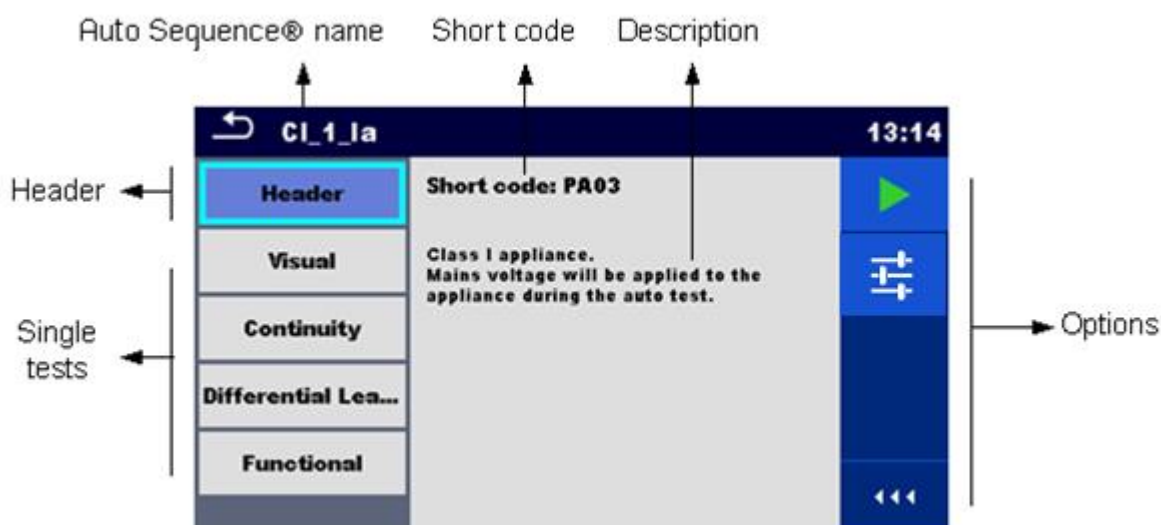 Auto Sequence® name Short code Description
Cl_1_Ia 13:14
Header
Header
Short code: PA03
Visual
Class I appliance.
Mains voltage will be applied to the
appliance during the auto test.
Continuity
Single
tests
Options
Differential Lea...
Functional